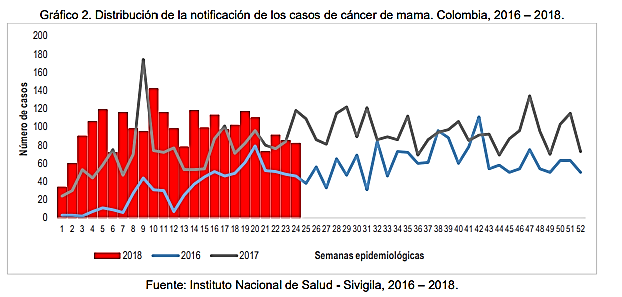 Gráfico 2. Distribución de la notificación de los casos de cáncer de mama. Colombia, 2016 – 2018.
Número de casos
200
180
160
140
120
100
80
60
40
20
0
1 2 3 4 5 6 7 8 9 10 11 12 13 14 15 16 17 18 19 20 21 22 23 24 25 26 27 28 29 30 31 32 33 34 35 36 37 38 39 40 41 42 43 44 45 46 47 48 49 50 51 52
2018 2016 2017 Semanas epidemiológicas
Fuente: Instituto Nacional de Salud - Sivigila, 2016 – 2018.